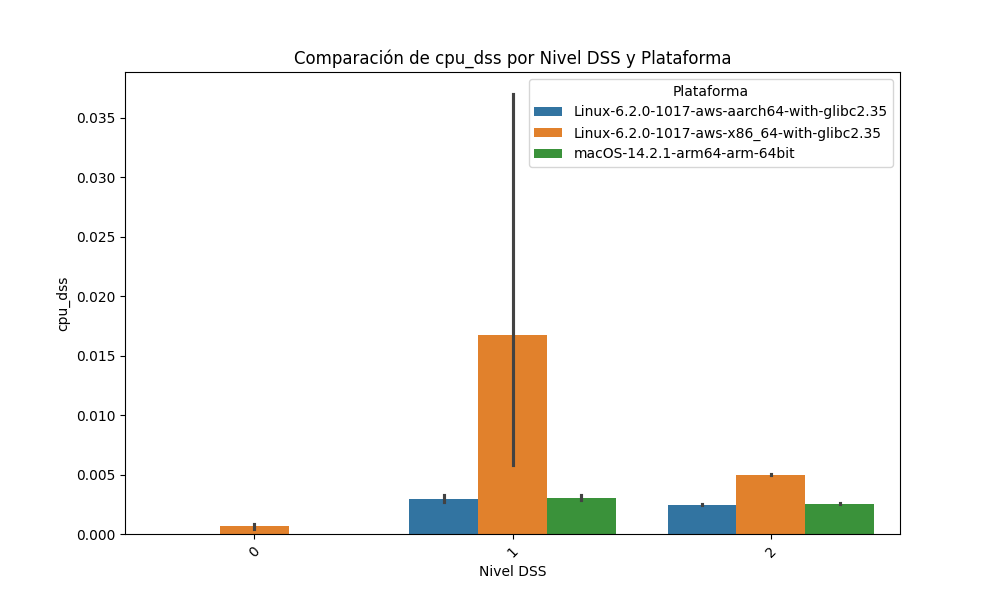 Comparación de cpu_dss por Nivel DSS y Plataforma
Plataforma
Linux-6.2.0-1017-aws-aarch64-with-glibc2.35
Linux-6.2.0-1017-aws-x86_64-with-glibc2.35
macOS-14.2.1-arm64-arm-64bit
cpu_dss
0.035
0.030
0.025
0.020
0.015
0.010
0.005
0.000
0
1
2
Nivel DSS